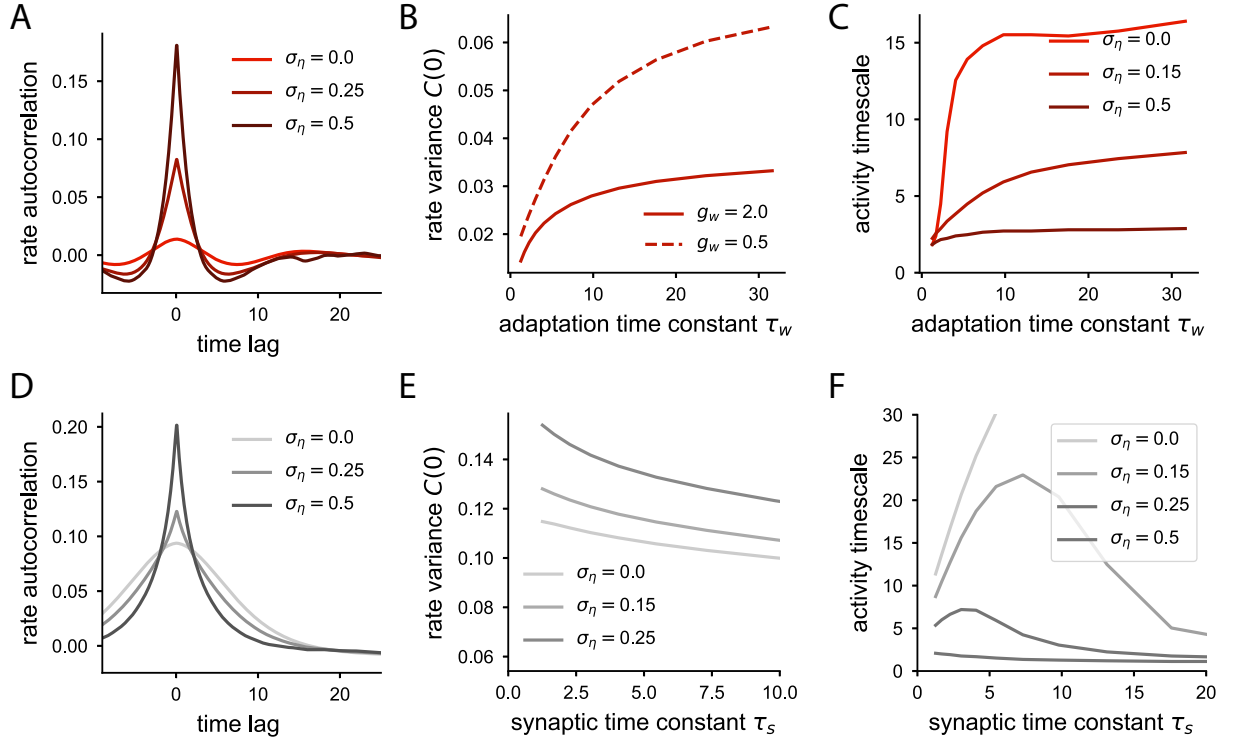 A
rate autocorrelation
0.15
0.10
0.05
0.00
0
10
20
time lag
σ_η = 0.0
σ_η = 0.25
σ_η = 0.5
B
rate variance C(0)
0.06
0.05
0.04
0.03
0.02
0
10
20
30
adaptation time constant τ_w
g_w = 2.0
g_w = 0.5
C
activity timescale
15
10
5
0
0
10
20
30
adaptation time constant τ_w
σ_η = 0.0
σ_η = 0.15
σ_η = 0.5
D
rate autocorrelation
0.20
0.15
0.10
0.05
0.00
0
10
20
time lag
σ_η = 0.0
σ_η = 0.25
σ_η = 0.5
E
rate variance C(0)
0.14
0.12
0.10
0.08
0.06
0.0
2.5
5.0
7.5
10.0
synaptic time constant τ_s
σ_η = 0.0
σ_η = 0.15
σ_η = 0.25
F
activity timescale
30
25
20
15
10
5
0
0
5
10
15
20
synaptic time constant τ_s
σ_η = 0.0
σ_η = 0.15
σ_η = 0.25
σ_η = 0.5